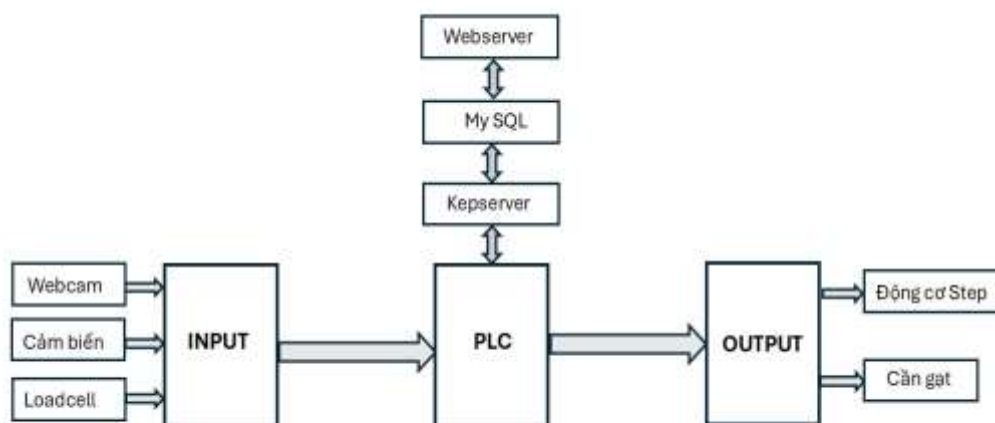 Webserver
My SQL
Kepserver
Webcam
Cảm biến
Loadcell
INPUT
PLC
OUTPUT
Động cơ Step
Cần gạt